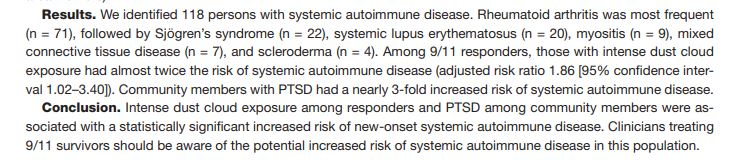 Results. We identified 118 persons with systemic autoimmune disease. Rheumatoid arthritis was most frequent
(n = 71), followed by Sjögren's syndrome (n = 22), systemic lupus erythematosus (n = 20), myositis (n = 9), mixed
connective tissue disease (n = 7), and scleroderma (n = 4). Among 9/11 responders, those with intense dust cloud
exposure had almost twice the risk of systemic autoimmune disease (adjusted risk ratio 1.86 [95% confidence inter-
val 1.02–3.40]). Community members with PTSD had a nearly 3-fold increased risk of systemic autoimmune disease.
Conclusion. Intense dust cloud exposure among responders and PTSD among community members were as-
sociated with a statistically significant increased risk of new-onset systemic autoimmune disease. Clinicians treating
9/11 survivors should be aware of the potential increased risk of systemic autoimmune disease in this population.